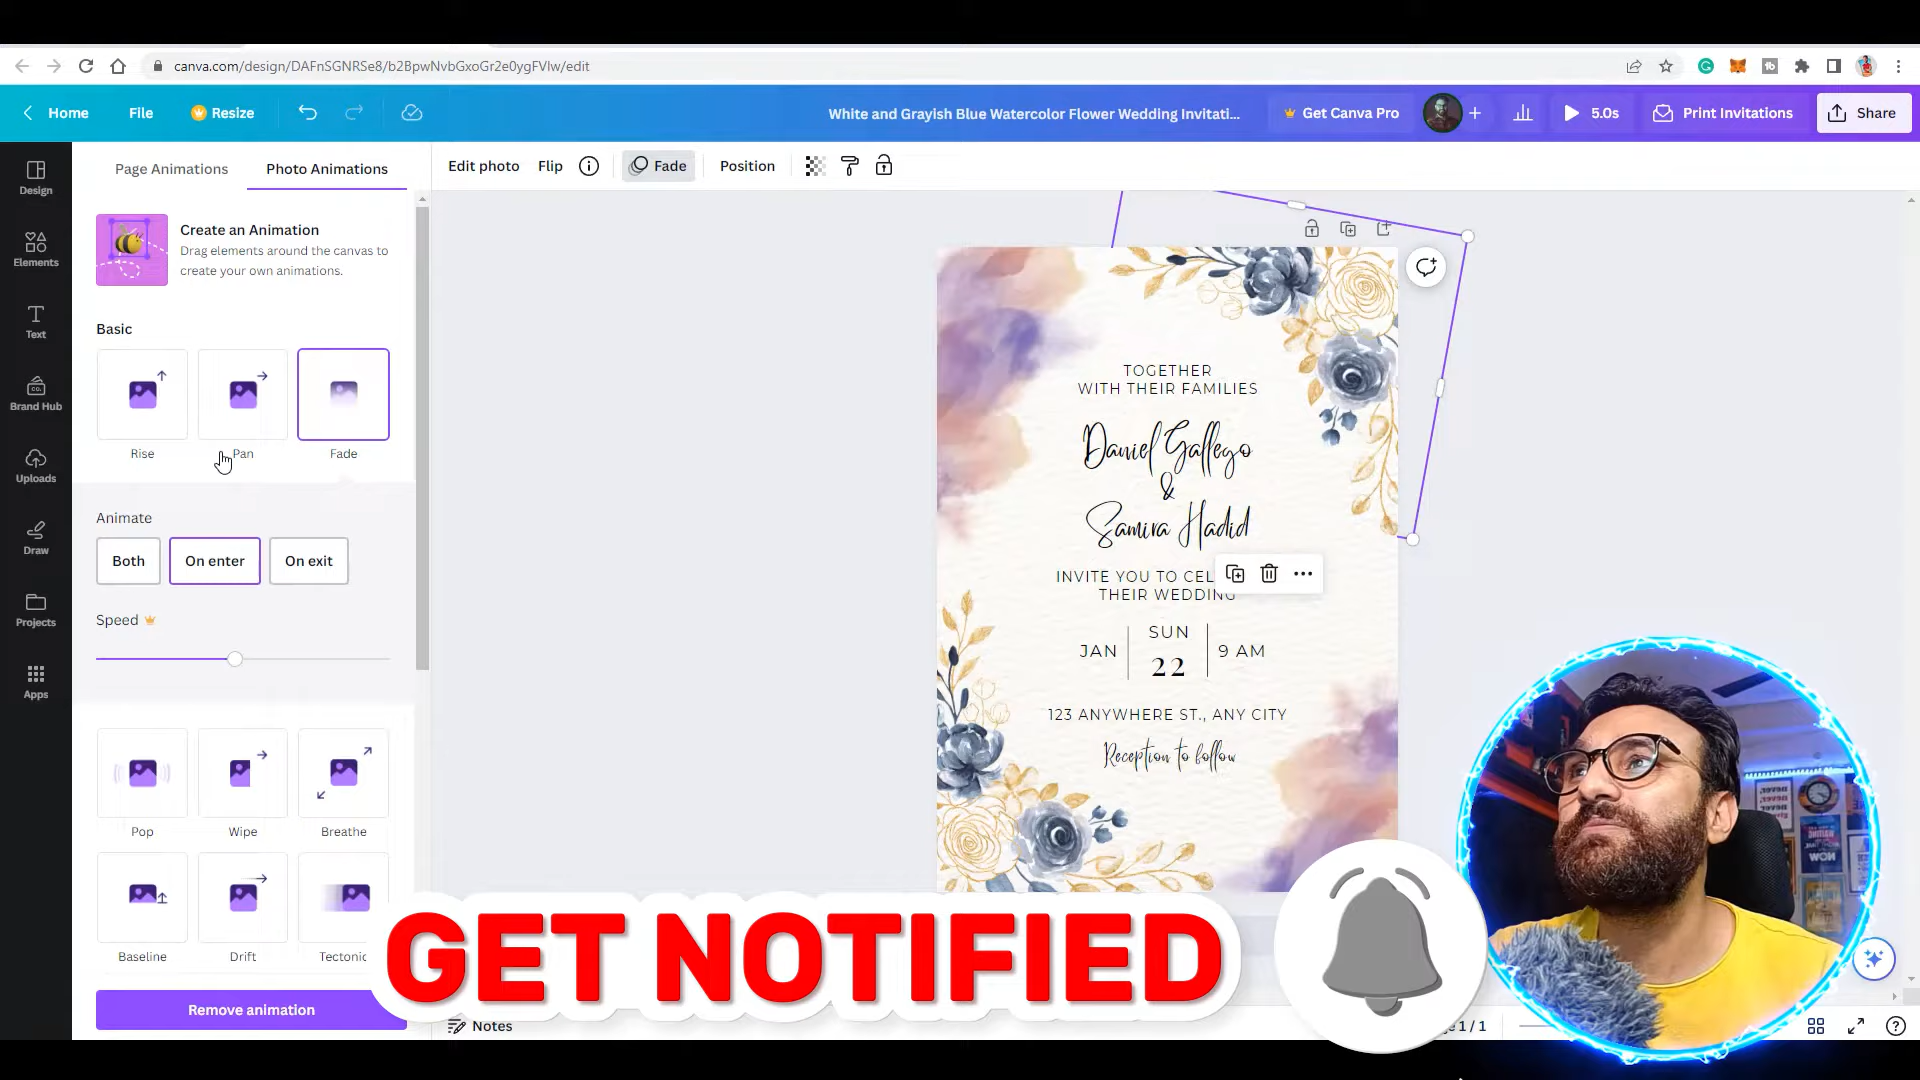 canva.com/design/DAFnSGNRSe8/b2BpwNvbGxoGr2e0ygFVlw/edit
Home
File
Resize
White and Grayish Blue Watercolor Flower Wedding Invitati...
Get Canva Pro
5.0s
Print Invitations
Share
Design
Elements
Text
Brand Hub
Uploads
Draw
Projects
Apps
Page Animations
Photo Animations
Create an Animation
Drag elements around the canvas to
create your own animations.
Basic
Rise
Pan
Fade
Animate
Both
On enter
On exit
Speed
Pop
Wipe
Breathe
Baseline
Drift
Tectonic
Remove animation
Edit photo
Flip
Fade
Position
TOGETHER
WITH THEIR FAMILIES
Daniel Gallego
&
Samira Hadid
INVITE YOU TO CEL
THEIR WEDDING
JAN
SUN
22
9 AM
123 ANYWHERE ST., ANY CITY
Reception to follow
GET NOTIFIED
Notes
1 / 1
never
never
NOW